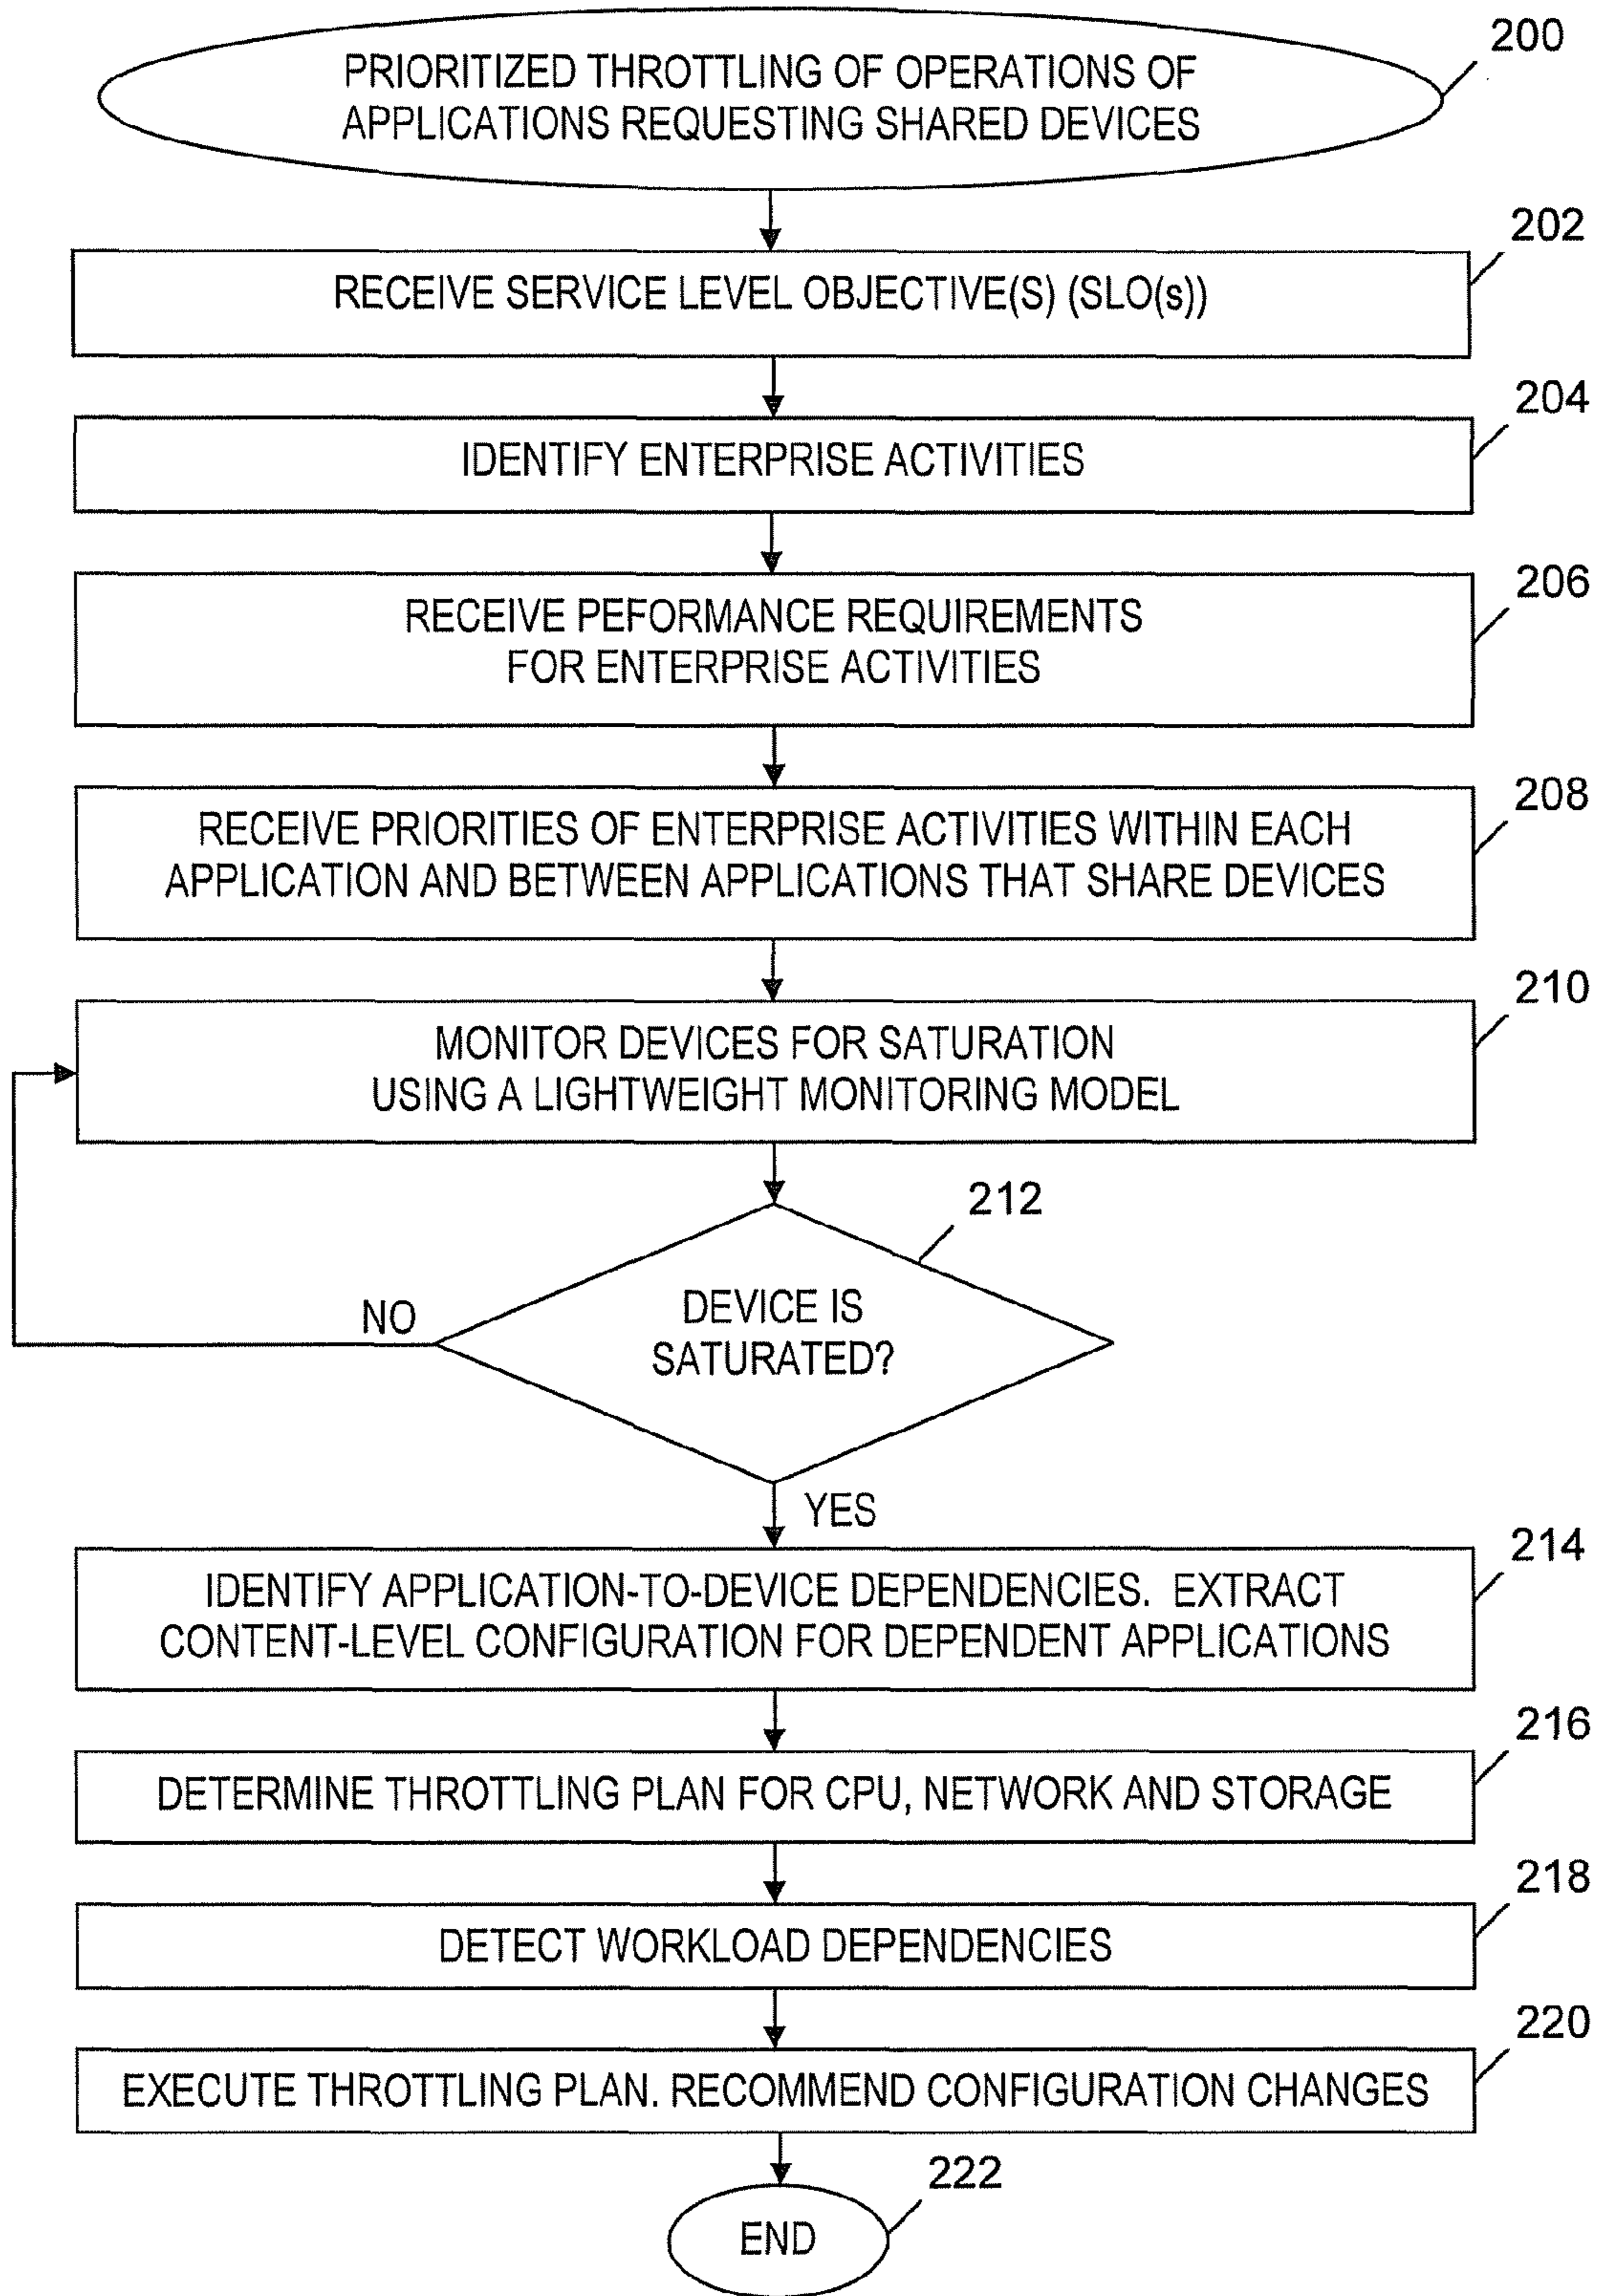 200
PRIORITIZED THROTTLING OF OPERATIONS OF
APPLICATIONS REQUESTING SHARED DEVICES
202
RECEIVE SERVICE LEVEL OBJECTIVE(S) (SLO(s))
204
IDENTIFY ENTERPRISE ACTIVITIES
206
RECEIVE PEFORMANCE REQUIREMENTS
FOR ENTERPRISE ACTIVITIES
208
RECEIVE PRIORITIES OF ENTERPRISE ACTIVITIES WITHIN EACH
APPLICATION AND BETWEEN APPLICATIONS THAT SHARE DEVICES
210
MONITOR DEVICES FOR SATURATION
USING A LIGHTWEIGHT MONITORING MODEL
212
DEVICE IS
SATURATED?
NO
YES
214
IDENTIFY APPLICATION-TO-DEVICE DEPENDENCIES. EXTRACT
CONTENT-LEVEL CONFIGURATION FOR DEPENDENT APPLICATIONS
216
DETERMINE THROTTLING PLAN FOR CPU, NETWORK AND STORAGE
218
DETECT WORKLOAD DEPENDENCIES
220
EXECUTE THROTTLING PLAN. RECOMMEND CONFIGURATION CHANGES
222
END